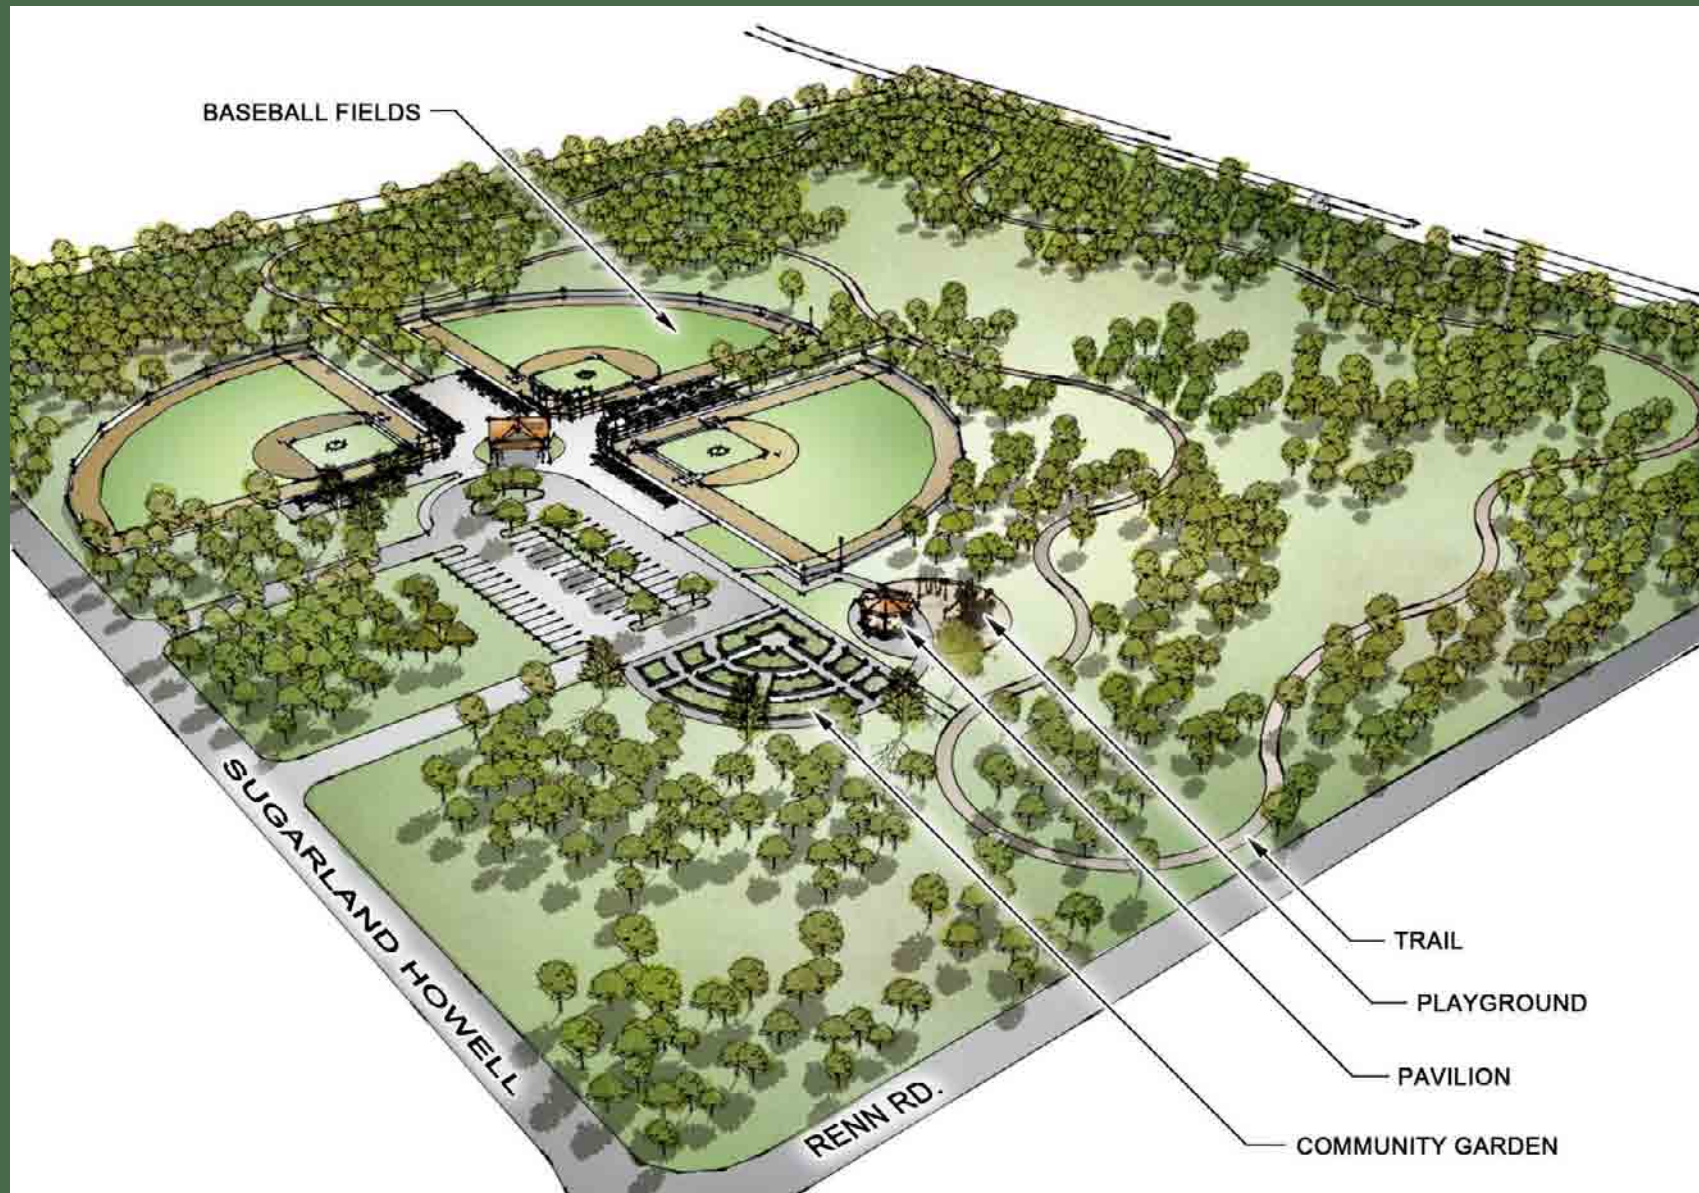 BASEBALL FIELDS
SUGARLAND HOWELL
RENN RD.
TRAIL
PLAYGROUND
PAVILION
COMMUNITY GARDEN